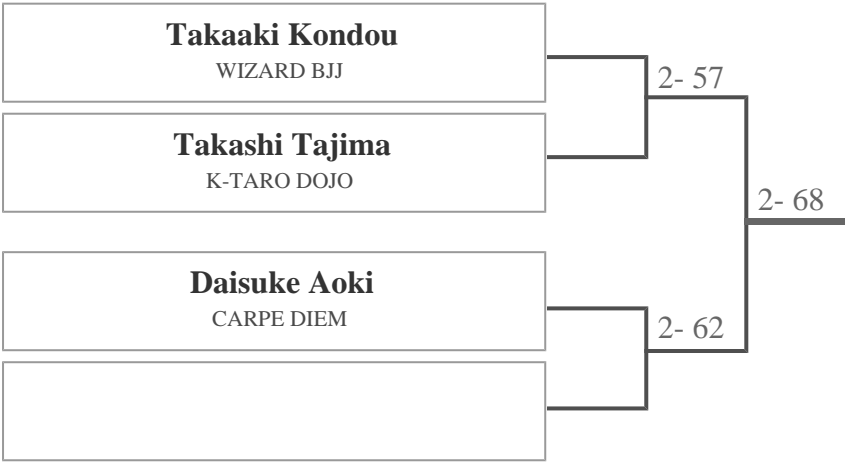 Takaaki Kondou
WIZARD BJJ
2- 57
Takashi Tajima
K-TARO DOJO
2- 68
Daisuke Aoki
CARPE DIEM
2- 62